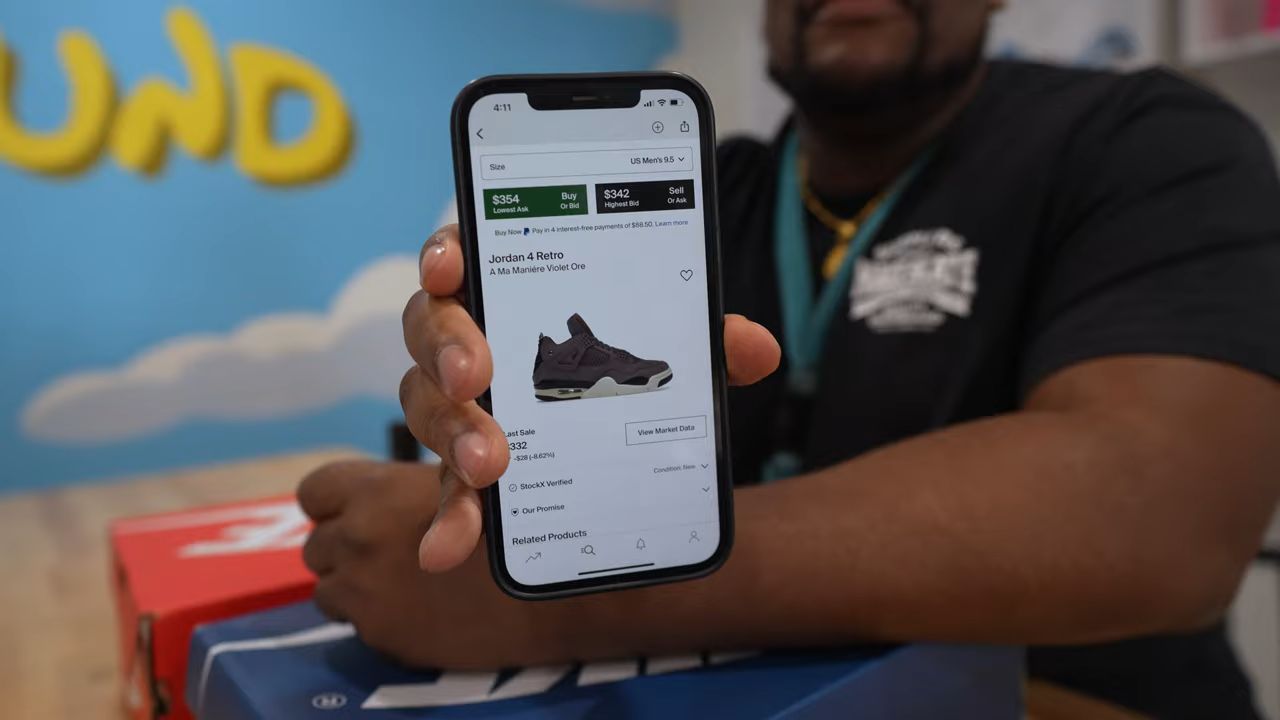 UND
4:11
Size
US Men's 9.5
$354 Buy
Lowest Ask Or Bid
$342 Sell
Highest Bid Or Ask
Buy Now Pay in 4 interest-free payments of $88.50. Learn more
Jordan 4 Retro
A Ma Maniére Violet Ore
Last Sale
$332
-$28 (-8.62%)
View Market Data
Condition: New
StockX Verified
Our Promise
Related Products
®